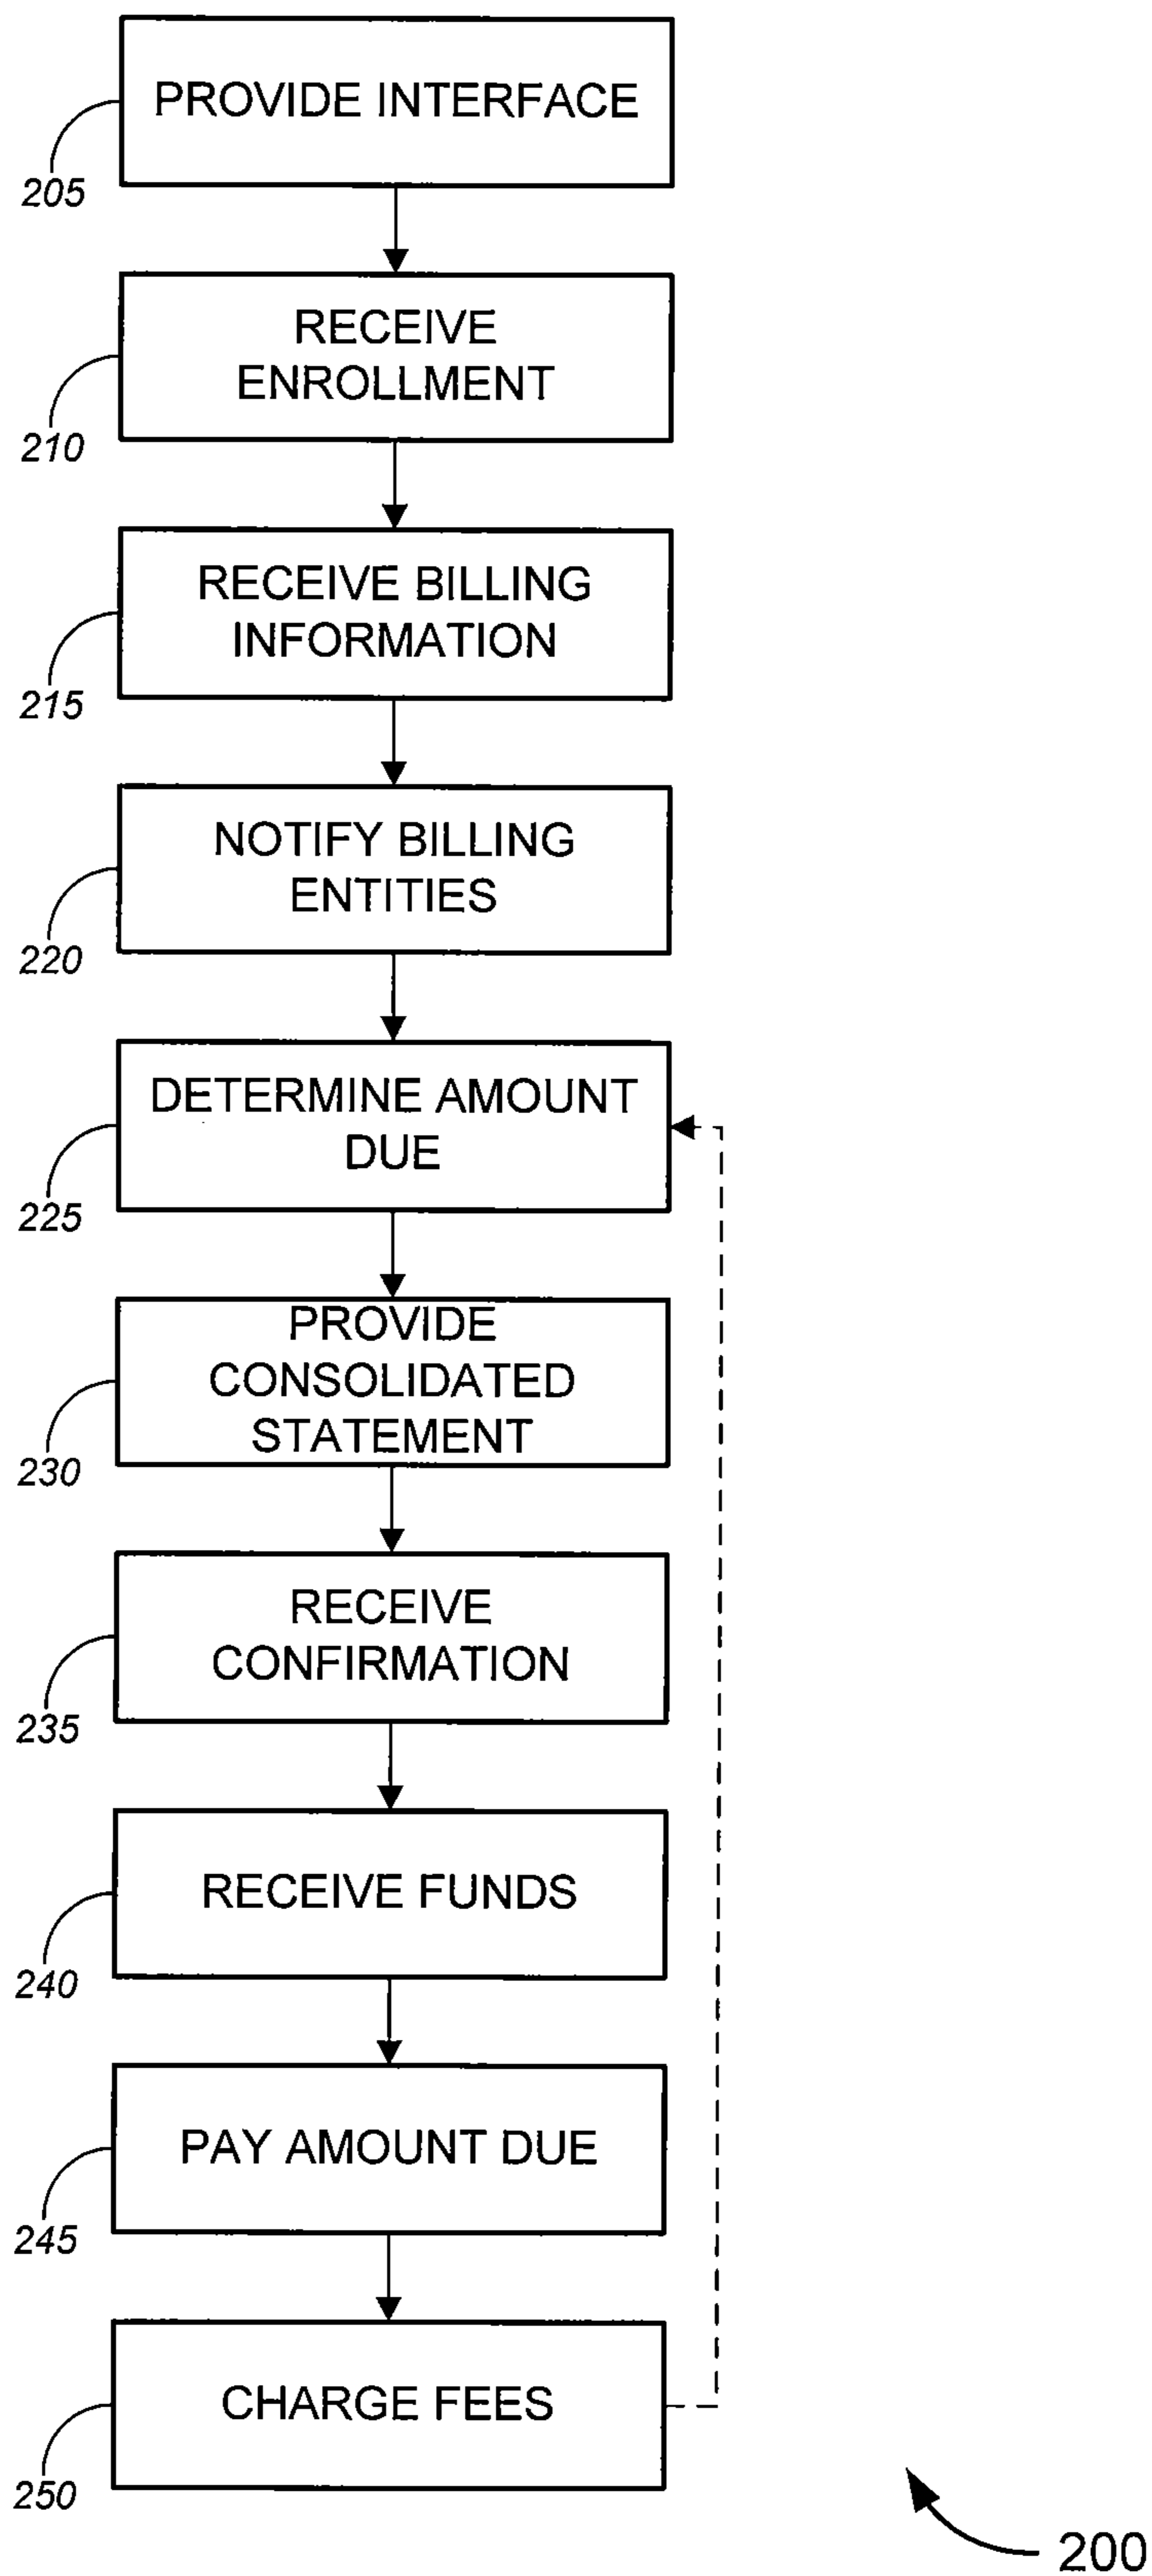 PROVIDE INTERFACE
205
RECEIVE
ENROLLMENT
210
RECEIVE BILLING
INFORMATION
215
NOTIFY BILLING
ENTITIES
220
DETERMINE AMOUNT
DUE
225
PROVIDE
CONSOLIDATED
STATEMENT
230
RECEIVE
CONFIRMATION
235
RECEIVE FUNDS
240
PAY AMOUNT DUE
245
CHARGE FEES
250
200